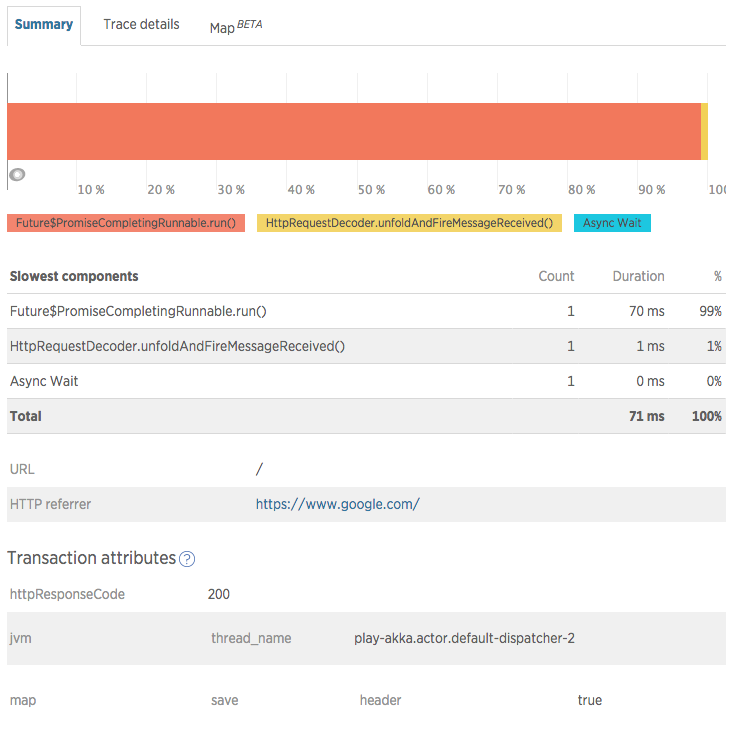 Summary Trace details Map BETA
10 % 20 % 30 % 40 % 50 % 60 % 70 % 80 % 90 % 100
Future$PromiseCompletingRunnable.run() HttpRequestDecoder.unfoldAndFireMessageReceived() Async Wait
Slowest components Count Duration %
Future$PromiseCompletingRunnable.run() 1 70 ms 99%
HttpRequestDecoder.unfoldAndFireMessageReceived() 1 1 ms 1%
Async Wait 1 0 ms 0%
Total 71 ms 100%
URL /
HTTP referrer https://www.google.com/
Transaction attributes ?
httpResponseCode 200
jvm thread_name play-akka.actor.default-dispatcher-2
map save header true